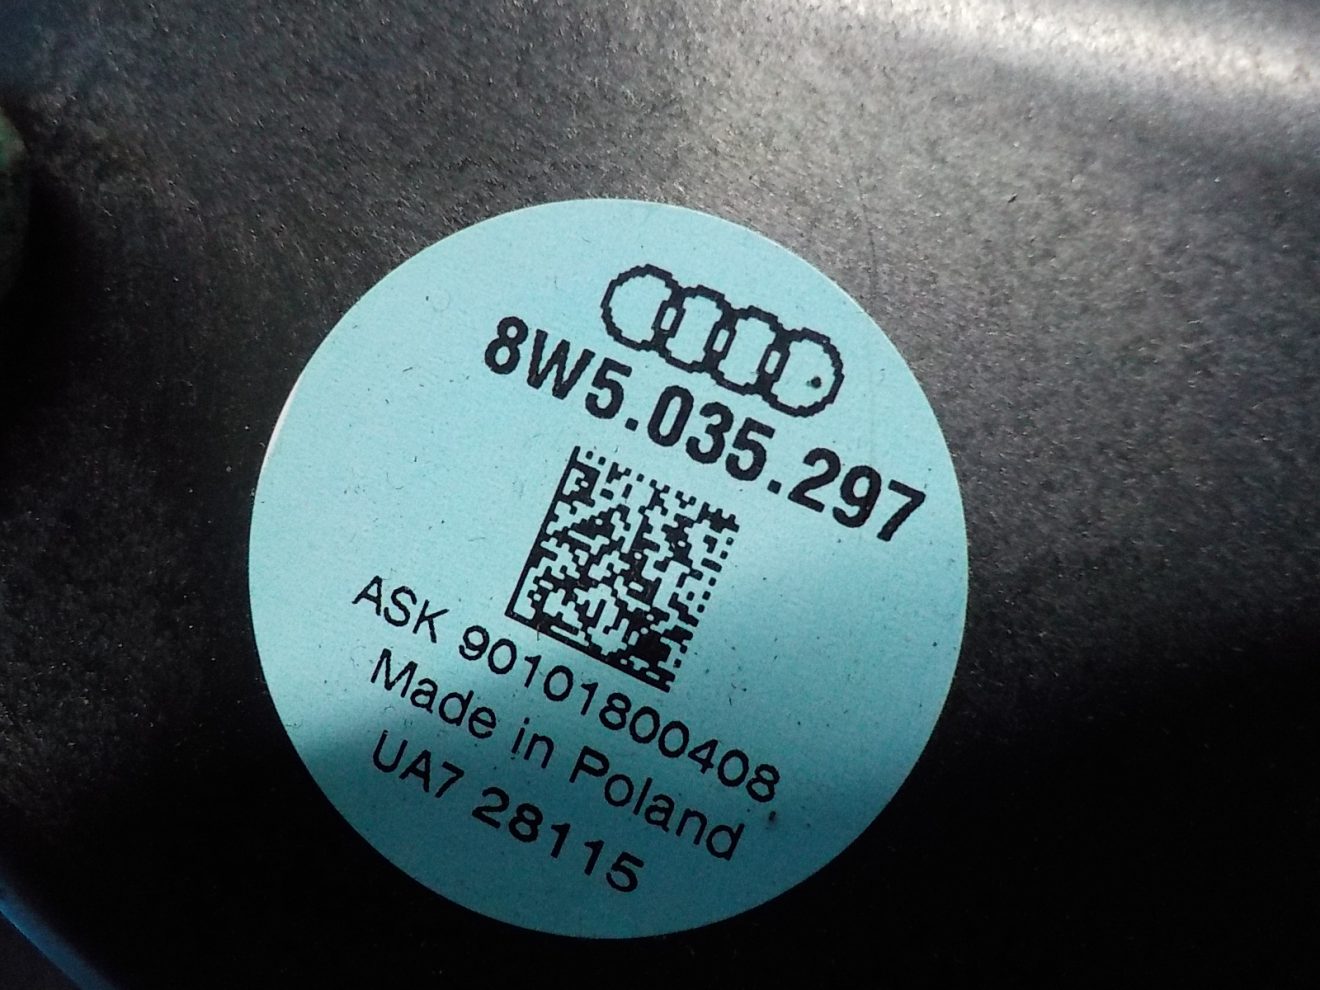 8W5.035.297
ASK 90101800408
Made in Poland
UA7 28115